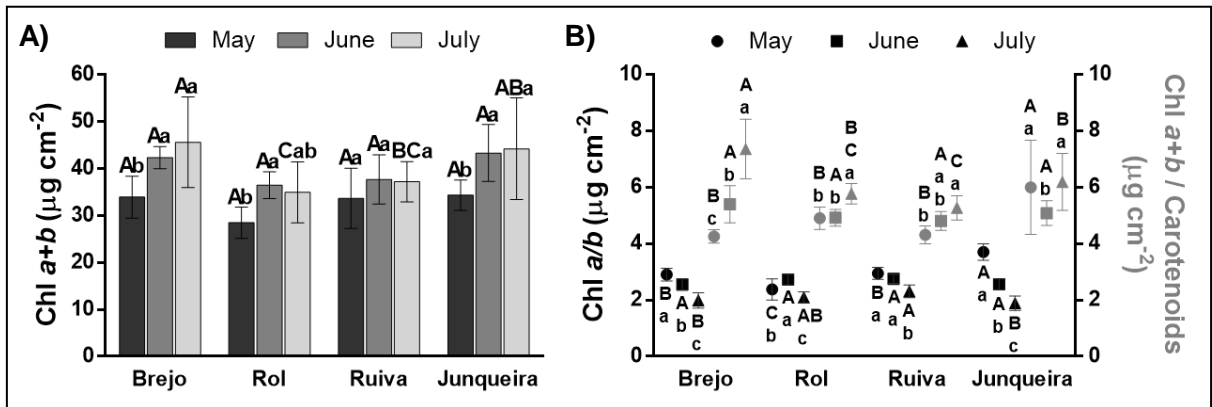 A)
May June July
Chl a+b (μg cm-2)
60
50
40
30
20
10
0
Ab Aa Aa
Ab Aa Cab
Aa Aa BCa
Ab Aa ABa
Brejo Rol Ruiva Junqueira
B)
May June July
Chl a/b (μg cm-2)
10
8
6
4
2
0
B
c
A
b
A
a
B
b
A
b
B
C
a
B
b
A
a
b
C
a
A
a
A
b
B
a
B
a
A
b
B
c
C
b
A
a
A B
c
B
a
A
a
A
b
A
a
A
b
B
c
10
8
6
4
2
0
Chl a+b / Carotenoids
(μg cm-2)
Brejo Rol Ruiva Junqueira